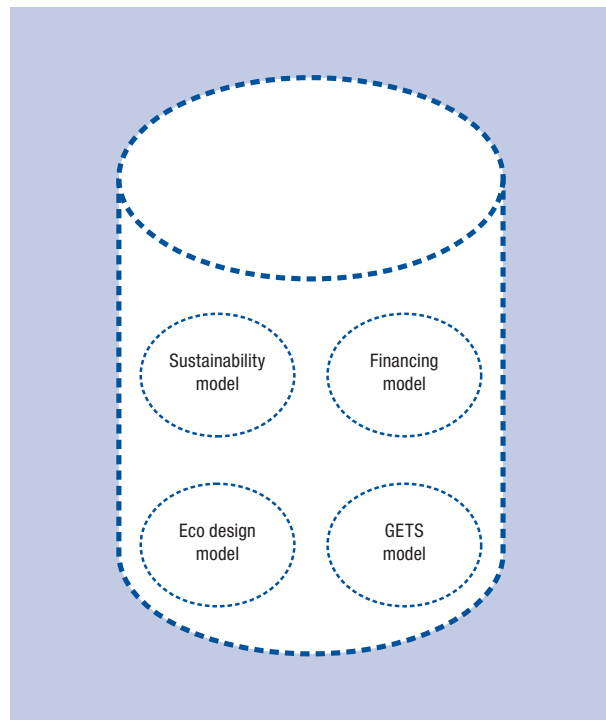 Sustainability
model
Financing
model
Eco design
model
GETS
model